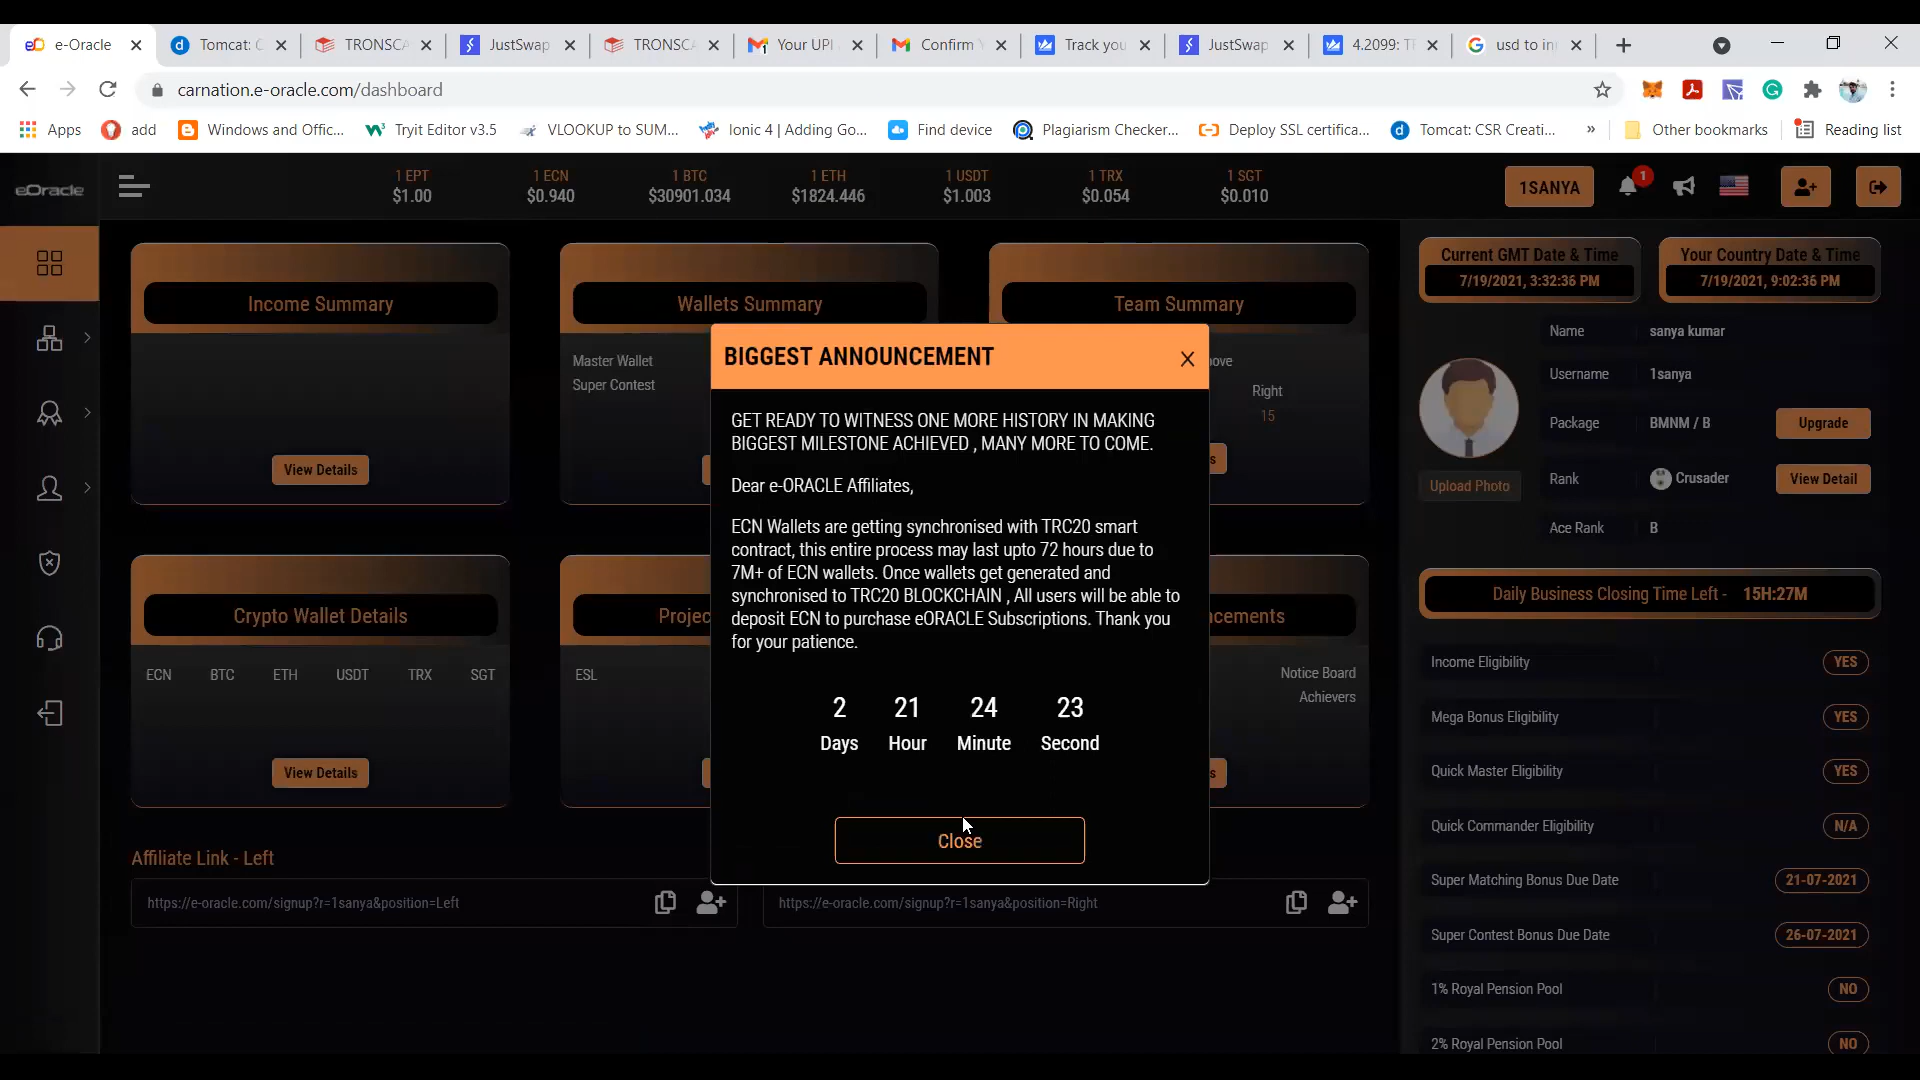 e-Oracle
Tomcat: C
TRONSCA
JustSwap
TRONSCA
Your UPI
Confirm Y
Track you
JustSwap
4.2099: TR
usd to inr
carnation.e-oracle.com/dashboard
Apps
add
Windows and Offic...
Tryit Editor v3.5
VLOOKUP to SUM...
Ionic 4 | Adding Go...
Find device
Plagiarism Checker...
Deploy SSL certifica...
Tomcat: CSR Creati...
»
Other bookmarks
Reading list
eOracle
1 EPT
$1.00
1 ECN
$0.940
1 BTC
$30901.034
1 ETH
$1824.446
1 USDT
$1.003
1 TRX
$0.054
1 SGT
$0.010
1SANYA
1
Income Summary
View Details
Wallets Summary
Master Wallet
Super Contest
Team Summary
Right
15
BIGGEST ANNOUNCEMENT
X
GET READY TO WITNESS ONE MORE HISTORY IN MAKING
BIGGEST MILESTONE ACHIEVED , MANY MORE TO COME.
Dear e-ORACLE Affiliates,
ECN Wallets are getting synchronised with TRC20 smart
contract, this entire process may last upto 72 hours due to
7M+ of ECN wallets. Once wallets get generated and
synchronised to TRC20 BLOCKCHAIN , All users will be able to
deposit ECN to purchase eORACLE Subscriptions. Thank you
for your patience.
2 21 24 23
Days Hour Minute Second
Close
Crypto Wallet Details
ECN BTC ETH USDT TRX SGT
View Details
Projec
ESL
cements
Notice Board
Achievers
Affiliate Link - Left
https://e-oracle.com/signup?r=1sanya&position=Left
https://e-oracle.com/signup?r=1sanya&position=Right
Current GMT Date & Time
7/19/2021, 3:32:36 PM
Your Country Date & Time
7/19/2021, 9:02:36 PM
Upload Photo
Name sanya kumar
Username 1sanya
Package BMNM / B Upgrade
Rank Crusader View Detail
Ace Rank B
Daily Business Closing Time Left - 15H:27M
Income Eligibility YES
Mega Bonus Eligibility YES
Quick Master Eligibility YES
Quick Commander Eligibility N/A
Super Matching Bonus Due Date 21-07-2021
Super Contest Bonus Due Date 26-07-2021
1% Royal Pension Pool NO
2% Royal Pension Pool NO